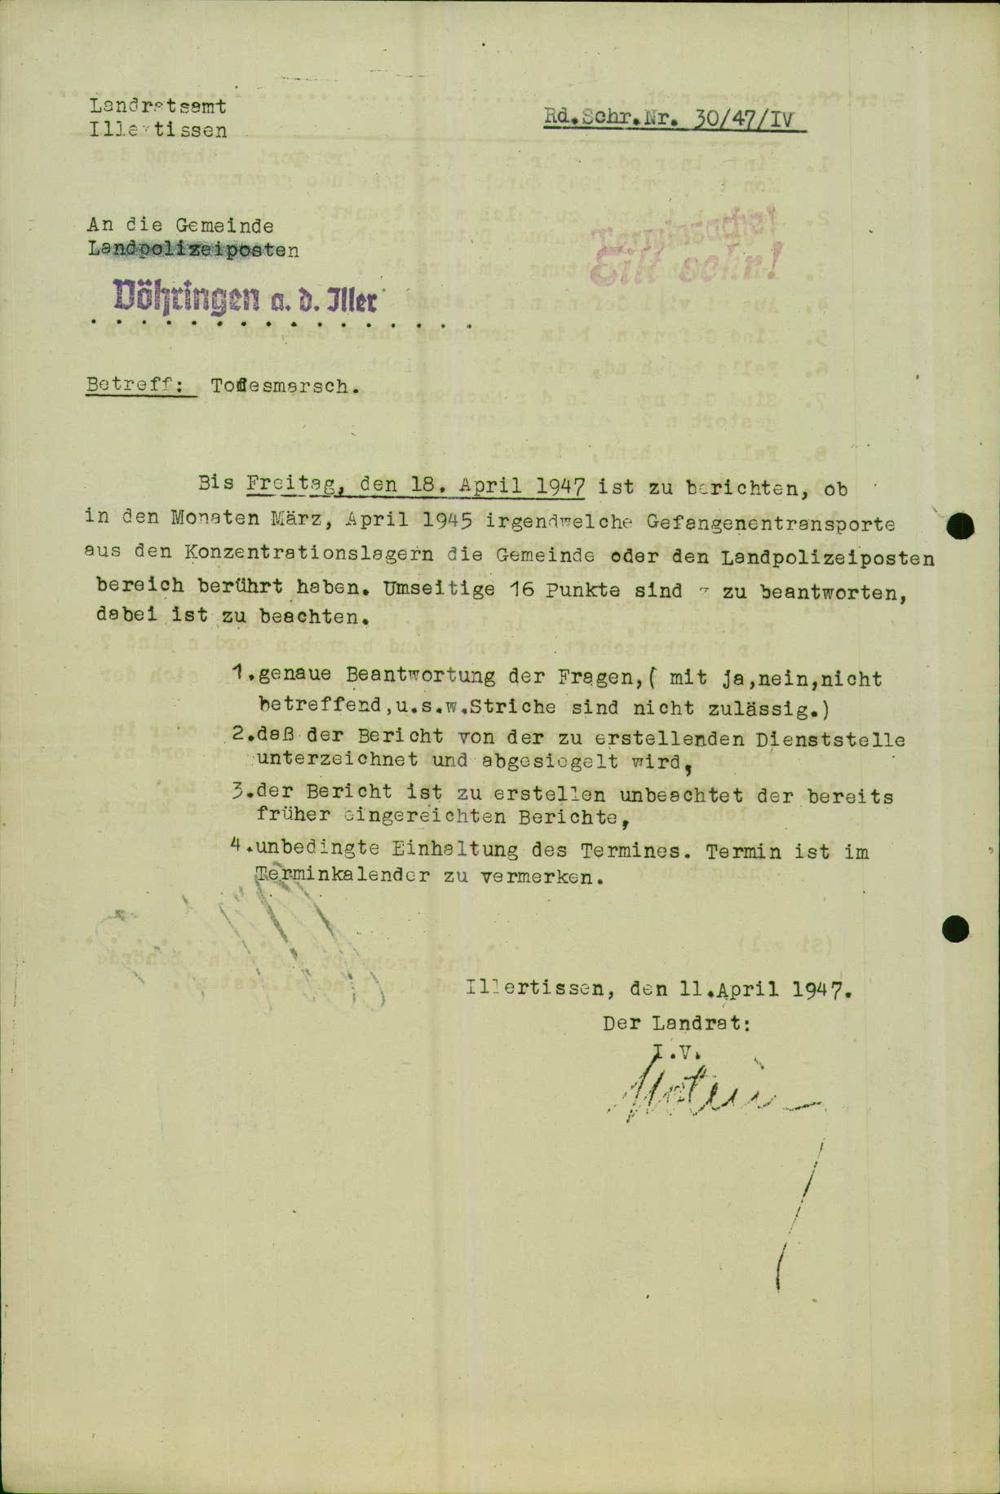 Landratsamt
Illertissen
Rd.Schr.Nr. 30/47/IV
An die Gemeinde
Landpolizeiposten
Terminsache!
Eilt sehr!
Vöhringen a. d. Iller
. . . . . . . . . . . . . . . .
Betreff: Todesmarsch.
Bis Freitag, den 18. April 1947 ist zu berichten, ob
in den Monaten März, April 1945 irgendwelche Gefangenentransporte
aus den Konzentrationslagern die Gemeinde oder den Landpolizeiposten
bereich berührt haben. Umseitige 16 Punkte sind zu beantworten,
dabei ist zu beachten.
1.genaue Beantwortung der Fragen,( mit ja,nein,nicht
betreffend,u.s.w.Striche sind nicht zulässig.)
2.daß der Bericht von der zu erstellenden Dienststelle
unterzeichnet und abgesiegelt wird,
3.der Bericht ist zu erstellen unbeachtet der bereits
früher eingereichten Berichte,
4.unbedingte Einhaltung des Termines. Termin ist im
Terminkalender zu vermerken.
Illertissen, den 11.April 1947.
Der Landrat:
I.V.